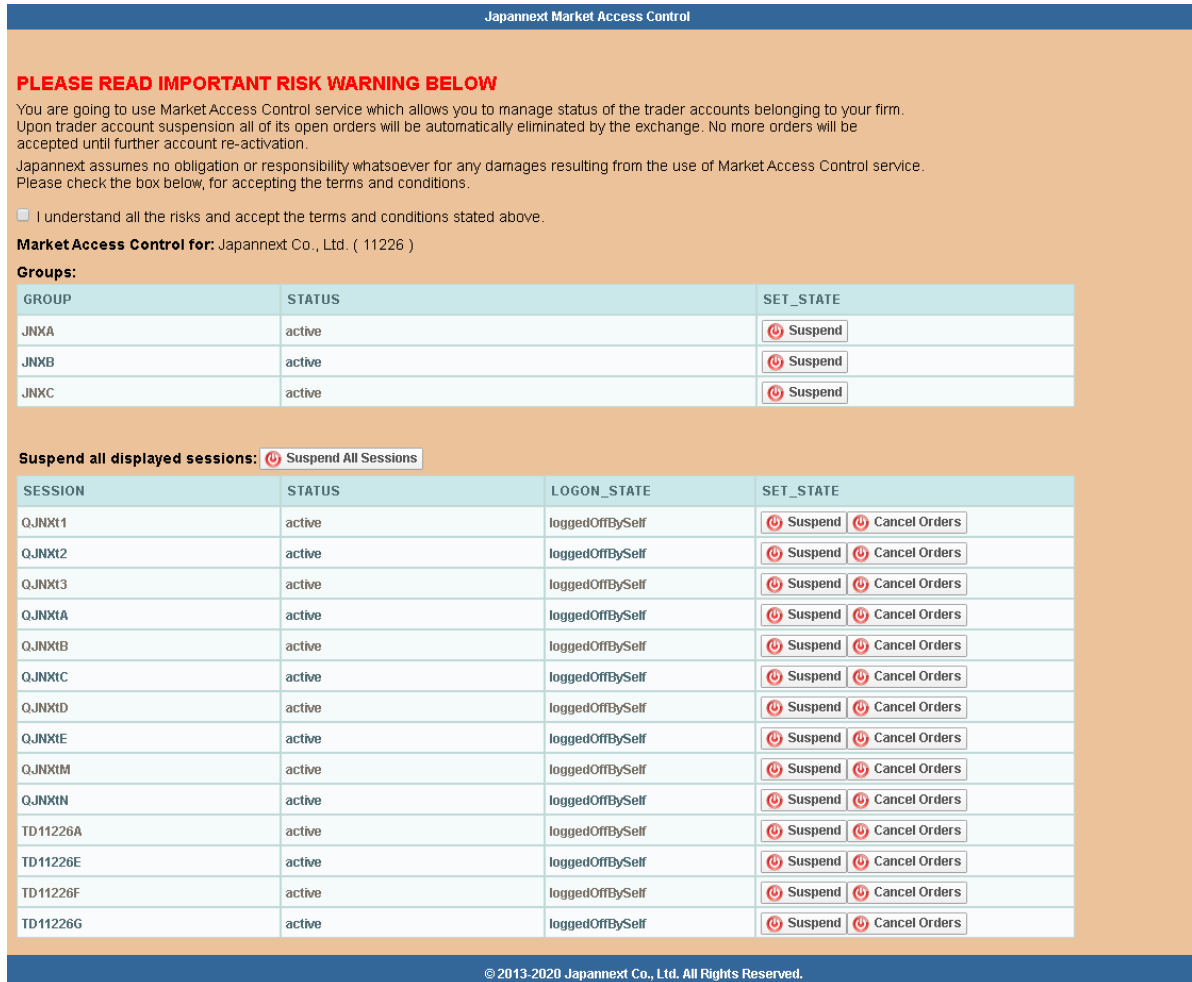 Japannext Market Access Control
PLEASE READ IMPORTANT RISK WARNING BELOW
You are going to use Market Access Control service which allows you to manage status of the trader accounts belonging to your firm.
Upon trader account suspension all of its open orders will be automatically eliminated by the exchange. No more orders will be
accepted until further account re-activation.
Japannext assumes no obligation or responsibility whatsoever for any damages resulting from the use of Market Access Control service.
Please check the box below, for accepting the terms and conditions.
I understand all the risks and accept the terms and conditions stated above.
Market Access Control for: Japannext Co., Ltd. ( 11226 )
Groups:
GROUP STATUS SET_STATE
JNXA active Suspend
JNXB active Suspend
JNXC active Suspend
Suspend all displayed sessions: Suspend All Sessions
SESSION STATUS LOGON_STATE SET_STATE
QJNXt1 active loggedOffBySelf Suspend Cancel Orders
QJNXt2 active loggedOffBySelf Suspend Cancel Orders
QJNXt3 active loggedOffBySelf Suspend Cancel Orders
QJNXtA active loggedOffBySelf Suspend Cancel Orders
QJNXtB active loggedOffBySelf Suspend Cancel Orders
QJNXtC active loggedOffBySelf Suspend Cancel Orders
QJNXtD active loggedOffBySelf Suspend Cancel Orders
QJNXtE active loggedOffBySelf Suspend Cancel Orders
QJNXtM active loggedOffBySelf Suspend Cancel Orders
QJNXtN active loggedOffBySelf Suspend Cancel Orders
TD11226A active loggedOffBySelf Suspend Cancel Orders
TD11226E active loggedOffBySelf Suspend Cancel Orders
TD11226F active loggedOffBySelf Suspend Cancel Orders
TD11226G active loggedOffBySelf Suspend Cancel Orders
© 2013-2020 Japannext Co., Ltd. All Rights Reserved.